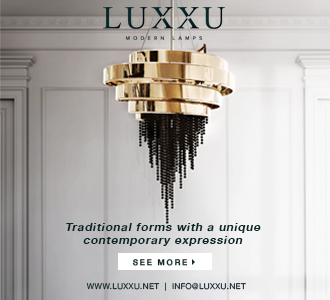 LUXXU
MODERN LAMPS
Traditional forms with a unique
contemporary expression
SEE MORE
WWW.LUXXU.NET | INFO@LUXXU.NET